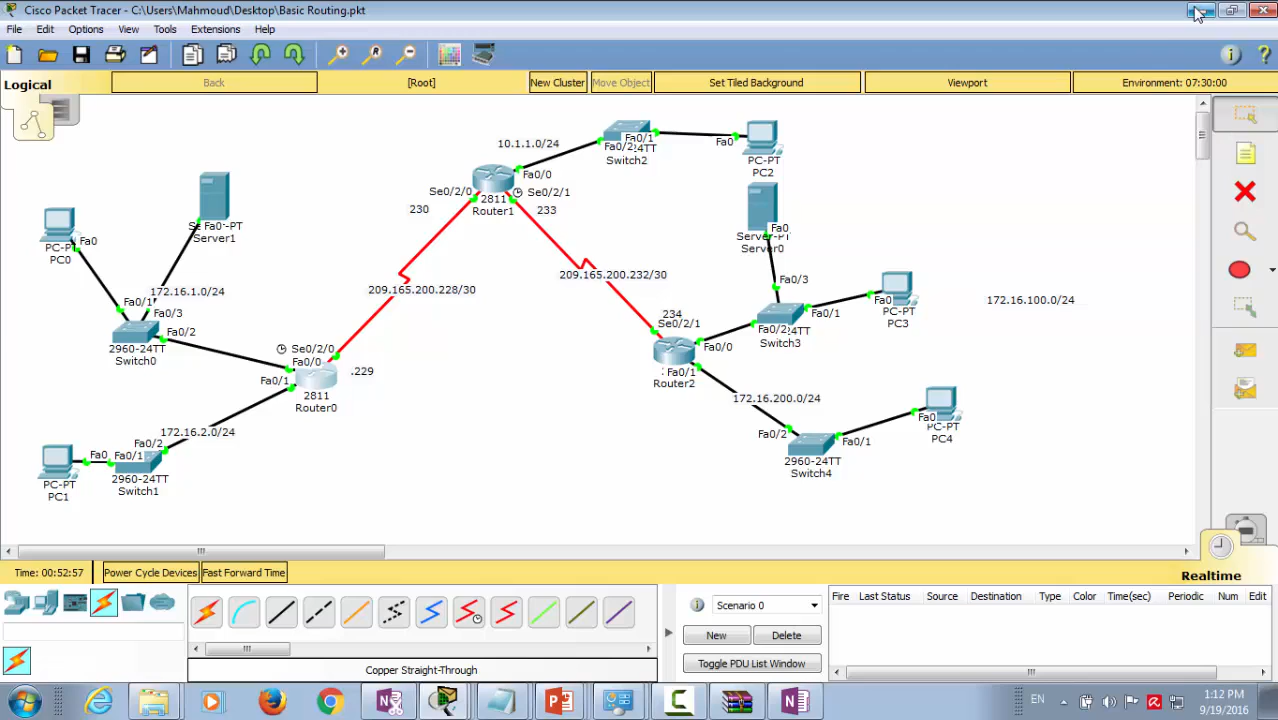 Cisco Packet Tracer - C:\Users\Mahmoud\Desktop\Basic Routing.pkt
File Edit Options View Tools Extensions Help
Logical
Back
[Root]
New Cluster
Move Object
Set Tiled Background
Viewport
Environment: 07:30:00
10.1.1.0/24
Fa0/1
Fa0/2
TT
Switch2
Fa0
PC-PT
PC2
Fa0/0
Se0/2/0
Se0/2/1
2811
Router1
230
233
Fa0
PC-PT
PC0
Fa0
-PT
Server1
Fa0
Server-PT
Server0
209.165.200.228/30
209.165.200.232/30
172.16.1.0/24
Fa0/1
Fa0/3
Fa0/2
2960-24TT
Switch0
Fa0/3
Fa0/1
Fa0/2
TT
Switch3
Fa0
PC-PT
PC3
172.16.100.0/24
234
Se0/2/1
Fa0/0
Fa0/1
Router2
Se0/2/0
Fa0/0
Fa0/1
.229
2811
Router0
172.16.200.0/24
Fa0/2
Fa0/1
2960-24TT
Switch4
Fa0
PC-PT
PC4
172.16.2.0/24
Fa0/2
Fa0
Fa0/1
PC-PT
PC1
2960-24TT
Switch1
Time: 00:52:57
Power Cycle Devices
Fast Forward Time
Realtime
Scenario 0
New
Delete
Toggle PDU List Window
Fire Last Status Source Destination Type Color Time(sec) Periodic Num Edit
Copper Straight-Through
EN
1:12 PM
9/19/2016